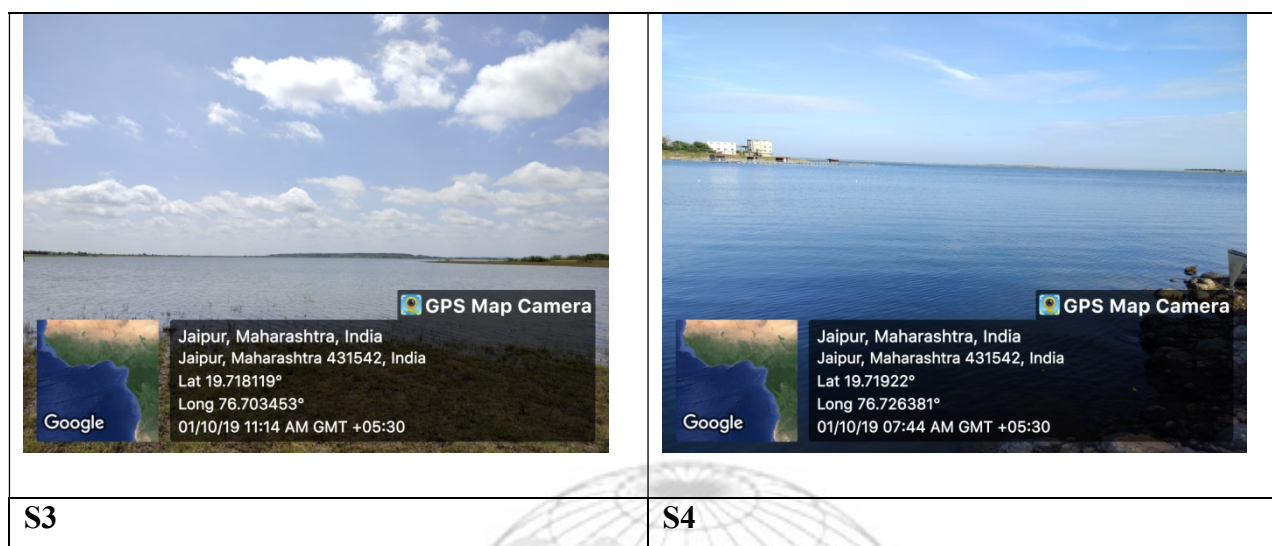 GPS Map Camera
Jaipur, Maharashtra, India
Jaipur, Maharashtra 431542, India
Lat 19.718119°
Long 76.703453°
01/10/19 11:14 AM GMT +05:30
Google
GPS Map Camera
Jaipur, Maharashtra, India
Jaipur, Maharashtra 431542, India
Lat 19.71922°
Long 76.726381°
01/10/19 07:44 AM GMT +05:30
Google
S3
S4